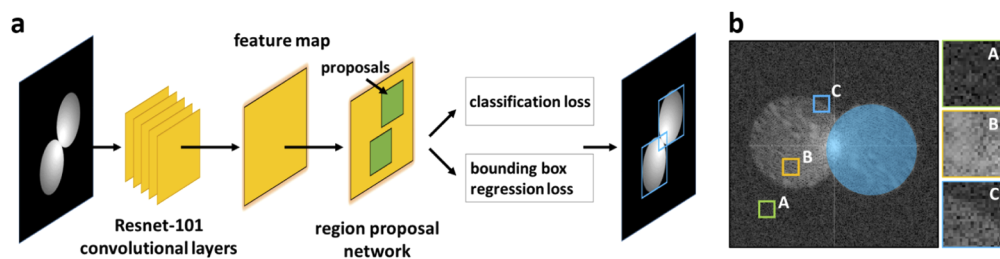 a
feature map
proposals
Resnet-101
convolutional layers
region proposal
network
classification loss
bounding box
regression loss
b
C
B
A
A
B
C